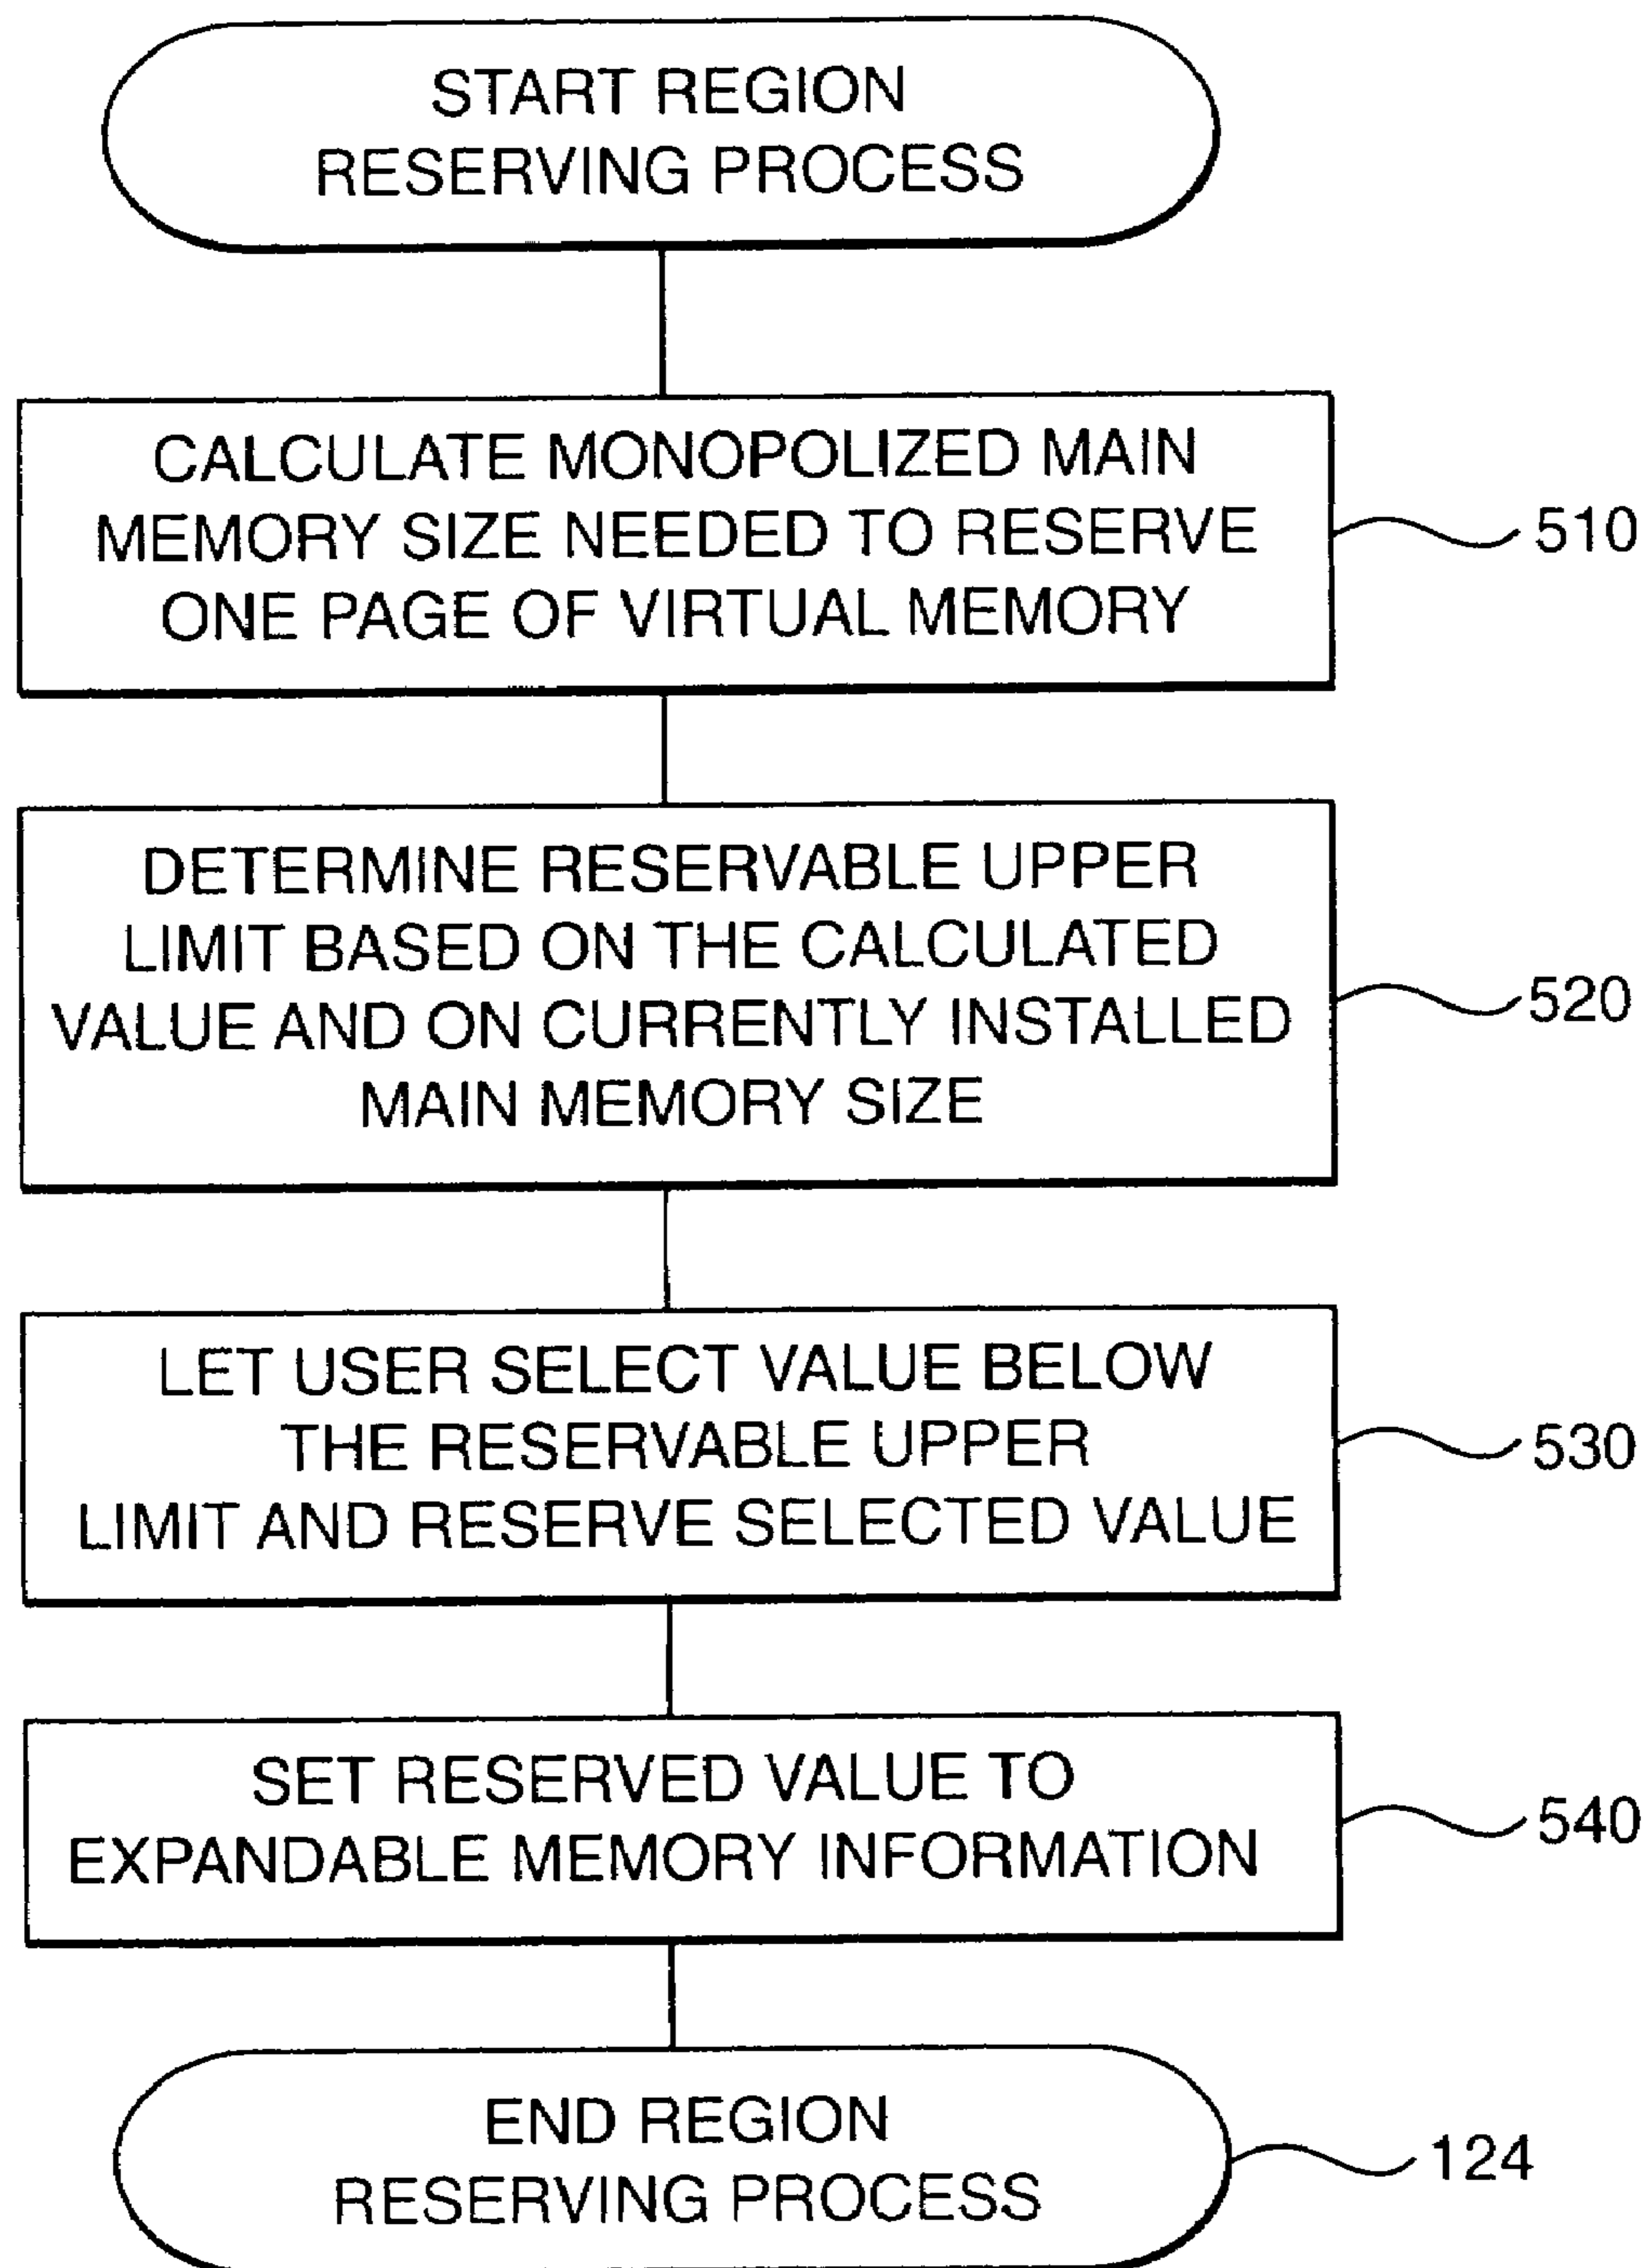 START REGION
RESERVING PROCESS
CALCULATE MONOPOLIZED MAIN
MEMORY SIZE NEEDED TO RESERVE
ONE PAGE OF VIRTUAL MEMORY
510
DETERMINE RESERVABLE UPPER
LIMIT BASED ON THE CALCULATED
VALUE AND ON CURRENTLY INSTALLED
MAIN MEMORY SIZE
520
LET USER SELECT VALUE BELOW
THE RESERVABLE UPPER
LIMIT AND RESERVE SELECTED VALUE
530
SET RESERVED VALUE TO
EXPANDABLE MEMORY INFORMATION
540
END REGION
RESERVING PROCESS
124